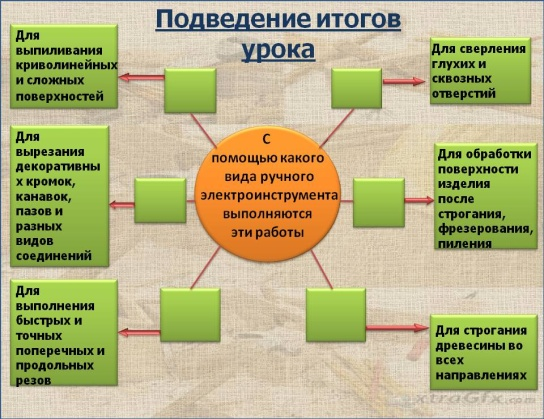 Подведение итогов
урока
Для
выпиливания
криволинейных
и сложных
поверхностей
Для сверления
глухих и
сквозных
отверстий
С
помощью какого
вида ручного
электроинструмента
выполняются
эти работы
Для
вырезания
декоративны
х кромок,
канавок,
пазов и
разных
видов
соединений
Для обработки
поверхности
изделия
после
строгания,
фрезерования,
пиления
Для
выполнения
быстрых и
точных
поперечных и
продольных
резов
Для строгания
древесины во
всех
направлениях
xtraGfx.com